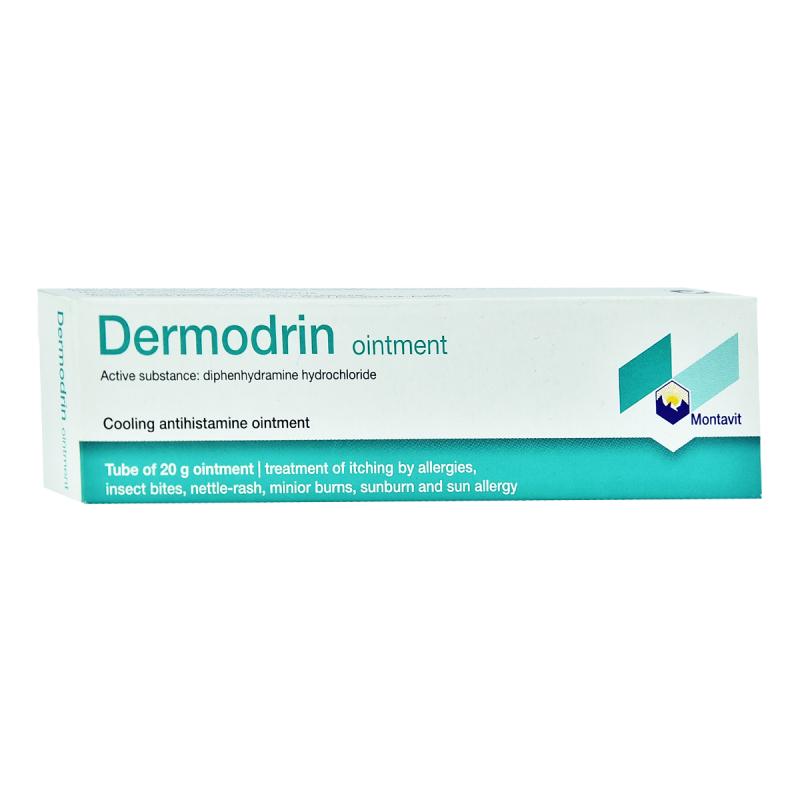 Dermodrin ointment
Active substance: diphenhydramine hydrochloride
Cooling antihistamine ointment
Montavit
Tube of 20 g ointment | treatment of itching by allergies,
insect bites, nettle-rash, minior burns, sunburn and sun allergy
Dermodrin ointment